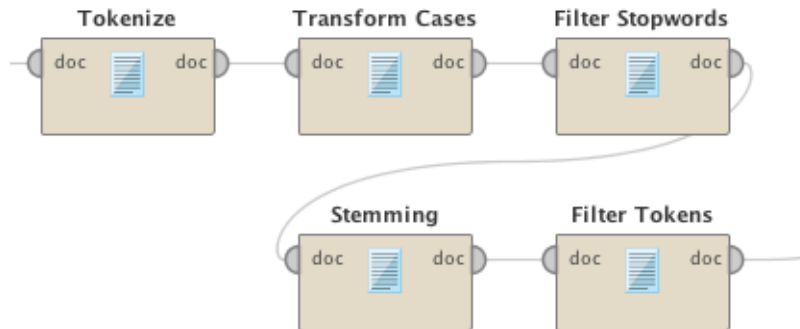 Tokenize Transform Cases Filter Stopwords
doc doc doc doc doc doc
Stemming Filter Tokens
doc doc doc doc